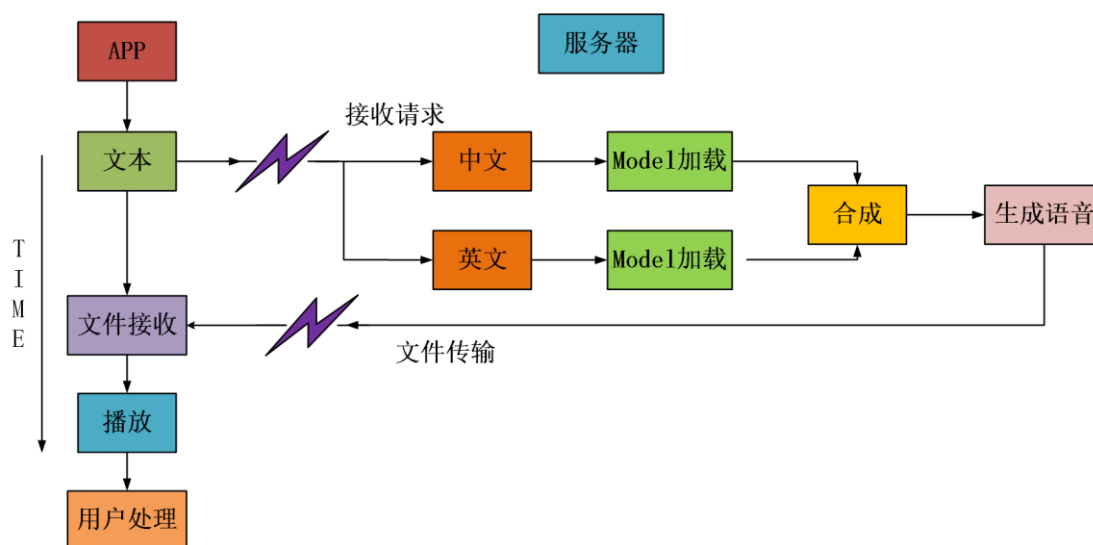 APP
服务器
接收请求
文本
中文
Model加载
合成
生成语音
英文
Model加载
TIME
文件接收
文件传输
播放
用户处理